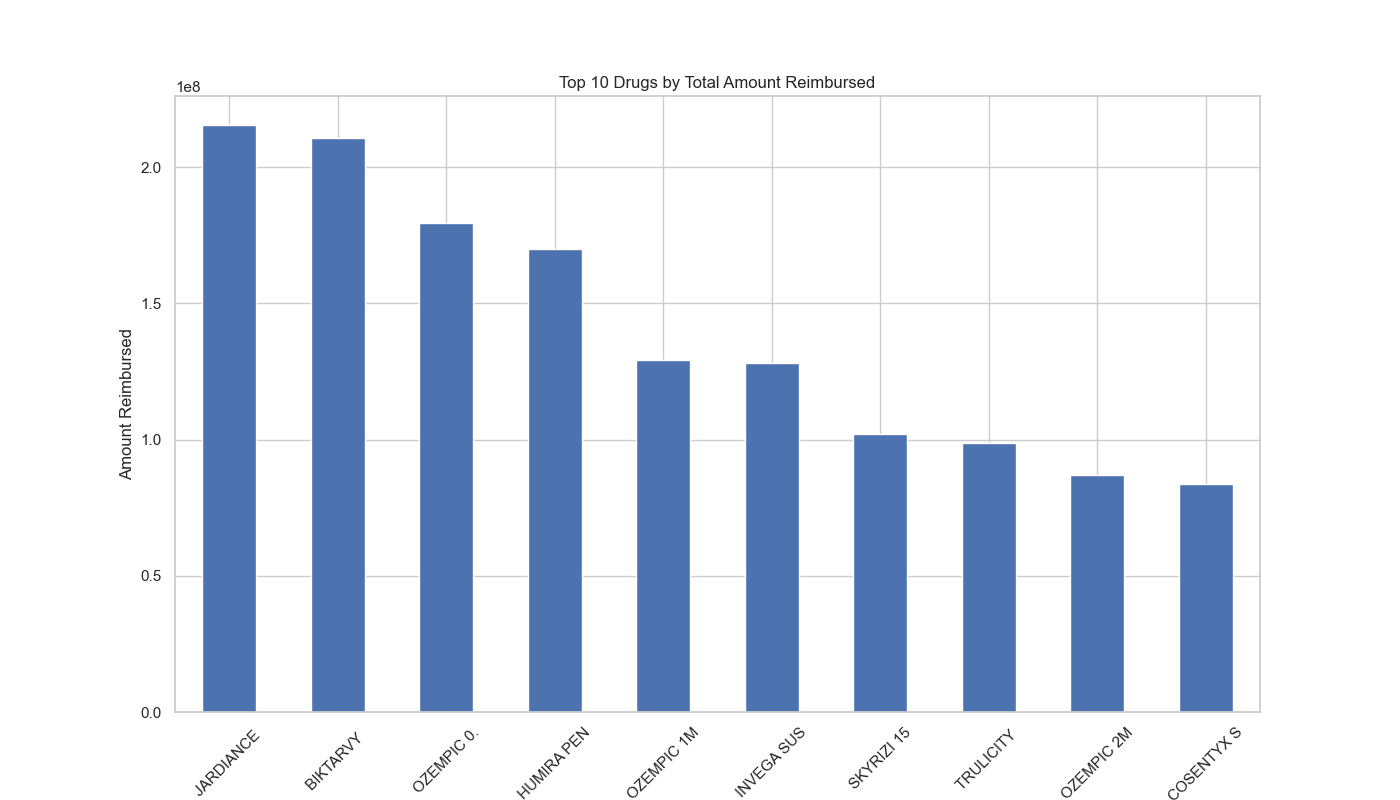 Top 10 Drugs by Total Amount Reimbursed
1e8
2.0
1.5
1.0
0.5
0.0
Amount Reimbursed
JARDIANCE
BIKTARVY
OZEMPIC 0.
HUMIRA PEN
OZEMPIC 1M
INVEGA SUS
SKYRIZI 15
TRULICITY
OZEMPIC 2M
COSENTYX S